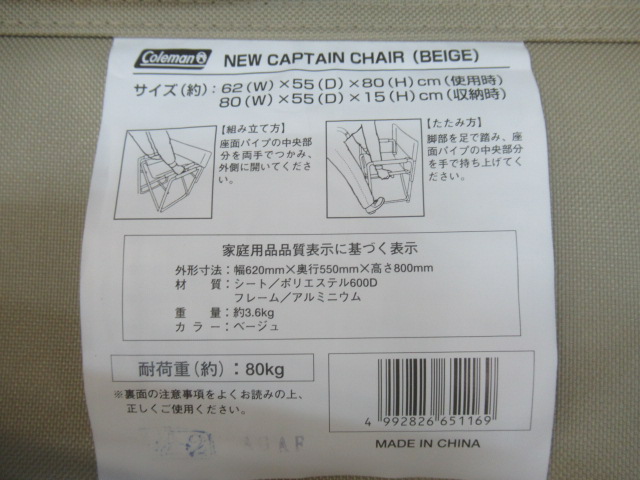 Coleman NEW CAPTAIN CHAIR (BEIGE)
サイズ(約)：62(W)×55(D)×80(H)cm(使用時)
80(W)×55(D)×15(H)cm(収納時)
【組み立て方】
座面パイプの中央部
分を両手でつかみ、
外側に開いてくださ
い。
【たたみ方】
脚部を足で踏み、座
面パイプの中央部分
を手で持ち上げてく
ださい。
家庭用品品質表示に基づく表示
外形寸法：幅620mm×奥行550mm×高さ800mm
材　　質：シート／ポリエステル600D
フレーム／アルミニウム
重　　量：約3.6kg
カ ラ ー：ベージュ
耐荷重(約)：80kg
※裏面の注意事項をよくお読みの上、
正しくご使用ください。
4 992826 651169
MADE IN CHINA